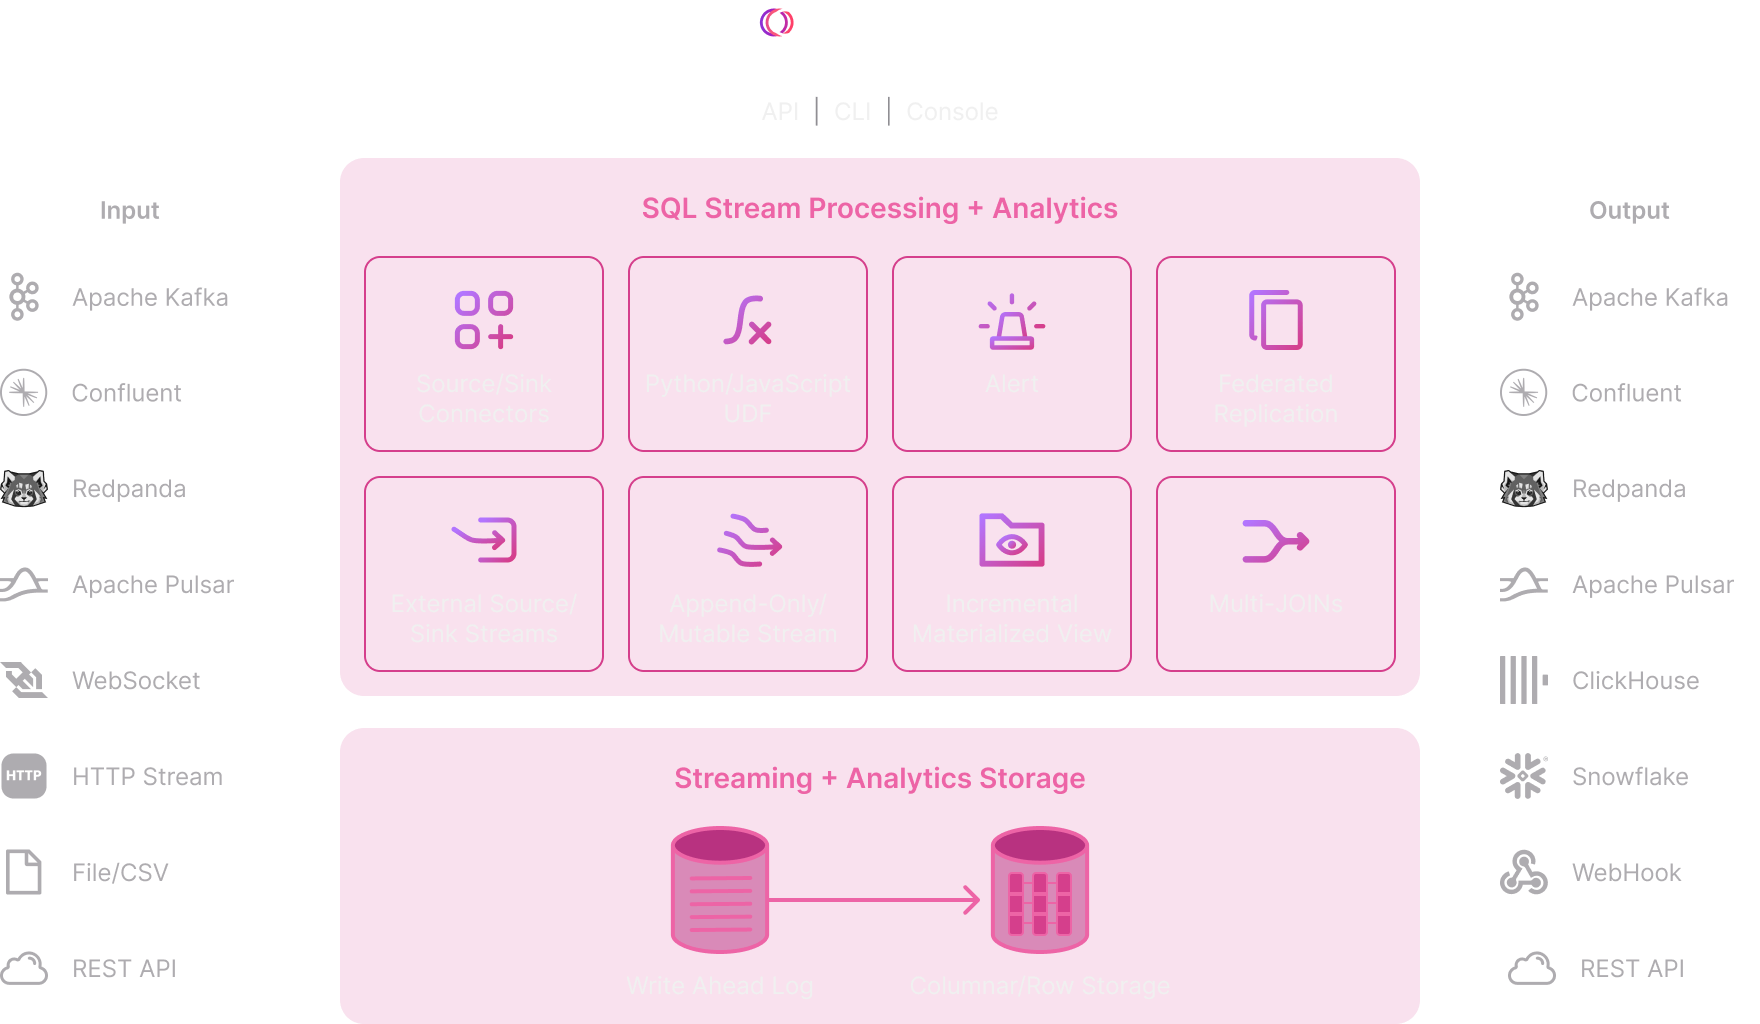 API | CLI | Console
Input
Apache Kafka
Confluent
Redpanda
Apache Pulsar
WebSocket
HTTP
HTTP Stream
File/CSV
REST API
SQL Stream Processing + Analytics
Source/Sink
Connectors
Python/JavaScript
UDF
Alert
Federated
Replication
External Source/
Sink Streams
Append-Only/
Mutable Stream
Incremental
Materialized View
Multi-JOINs
Streaming + Analytics Storage
Write Ahead Log
Columnar/Row Storage
Output
Apache Kafka
Confluent
Redpanda
Apache Pulsar
ClickHouse
Snowflake
WebHook
REST API